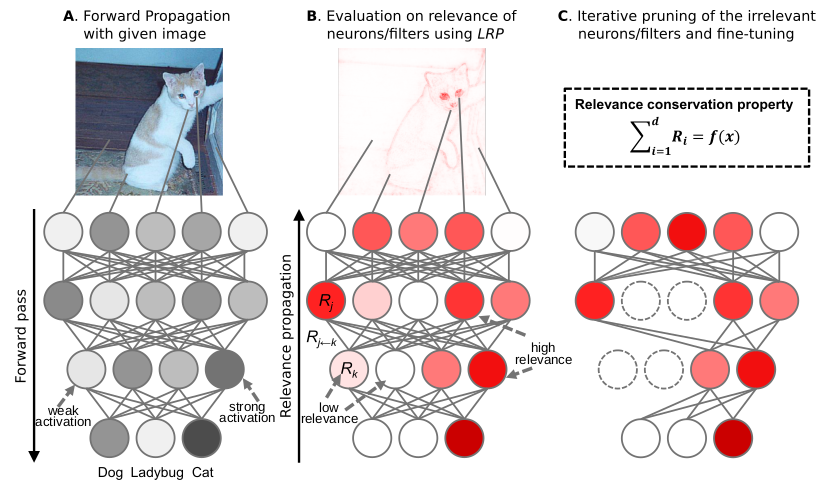 A. Forward Propagation
with given image
B. Evaluation on relevance of
neurons/filters using LRP
C. Iterative pruning of the irrelevant
neurons/filters and fine-tuning
Relevance conservation property
∑_{i=1}^{d} R_i = f(x)
Forward pass
weak
activation
strong
activation
Dog Ladybug Cat
Relevance propagation
R_j
R_{j←k}
R_k
high
relevance
low
relevance